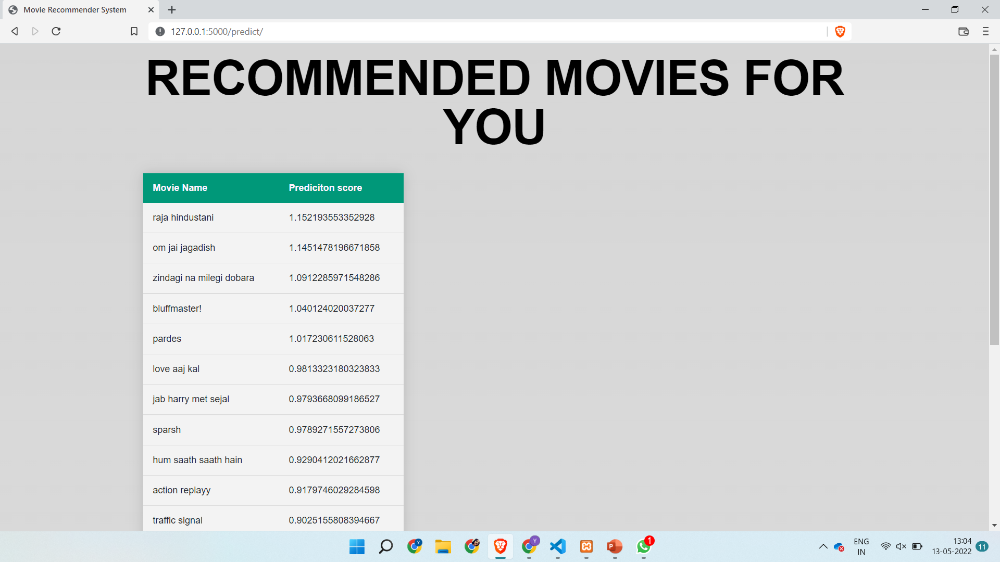 Movie Recommender System
127.0.0.1:5000/predict/
RECOMMENDED MOVIES FOR
YOU
Movie Name Prediciton score
raja hindustani 1.152193553352928
om jai jagadish 1.1451478196671858
zindagi na milegi dobara 1.0912285971548286
bluffmaster! 1.040124020037277
pardes 1.017230611528063
love aaj kal 0.9813323180323833
jab harry met sejal 0.9793668099186527
sparsh 0.9789271557273806
hum saath saath hain 0.9290412021662877
action replayy 0.9179746029284598
traffic signal 0.9025155808394667
Y
Y
P
1
ENG
IN
13:04
13-05-2022
11